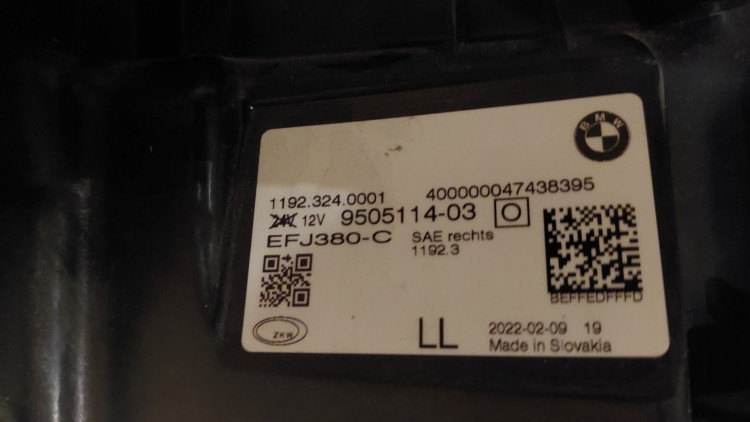 BMW
1192.324.0001 400000047438395
24V 12V 9505114-03
EFJ380-C SAE rechts
1192.3
BEFFEDFFFD
ZKW
LL 2022-02-09 19
Made in Slovakia